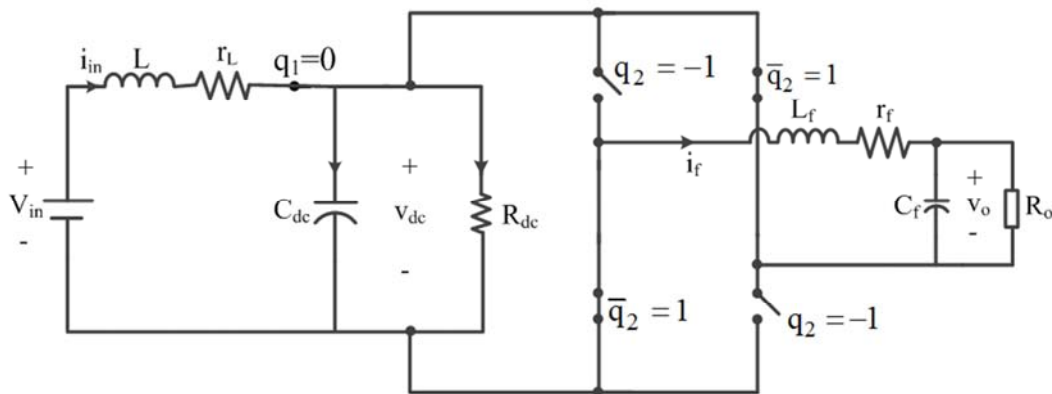 i_in L r_L q_1=0
q_2 = −1
q̅_2 = 1
L_f r_f
i_f
+
V_in
-
C_dc
+
v_dc
-
R_dc
C_f
+
v_o
-
R_o
q̅_2 = 1
q_2 = −1